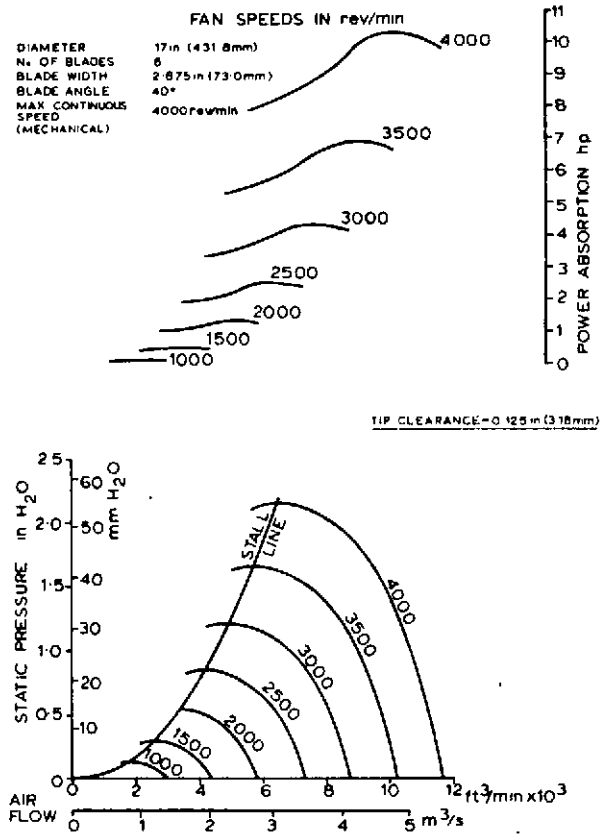 FAN SPEEDS IN rev/min
DIAMETER 17in (431.8mm)
No OF BLADES 6
BLADE WIDTH 2.875in (73.0mm)
BLADE ANGLE 40°
MAX CONTINUOUS SPEED (MECHANICAL) 4000rev/min
4000
3500
3000
2500
2000
1500
1000
11
10
9
8
7
6
5
4
3
2
1
0
POWER ABSORPTION hp
TIP CLEARANCE=0.125in (3.18mm)
STATIC PRESSURE in H2O
2.5
2.0
1.5
1.0
0.5
0
mm H2O
60
50
40
30
20
10
STALL LINE
4000
3500
3000
2500
2000
1500
1000
0 2 4 6 8 10 12
ft3/min x103
AIR FLOW
0 1 2 3 4 5
m3/s